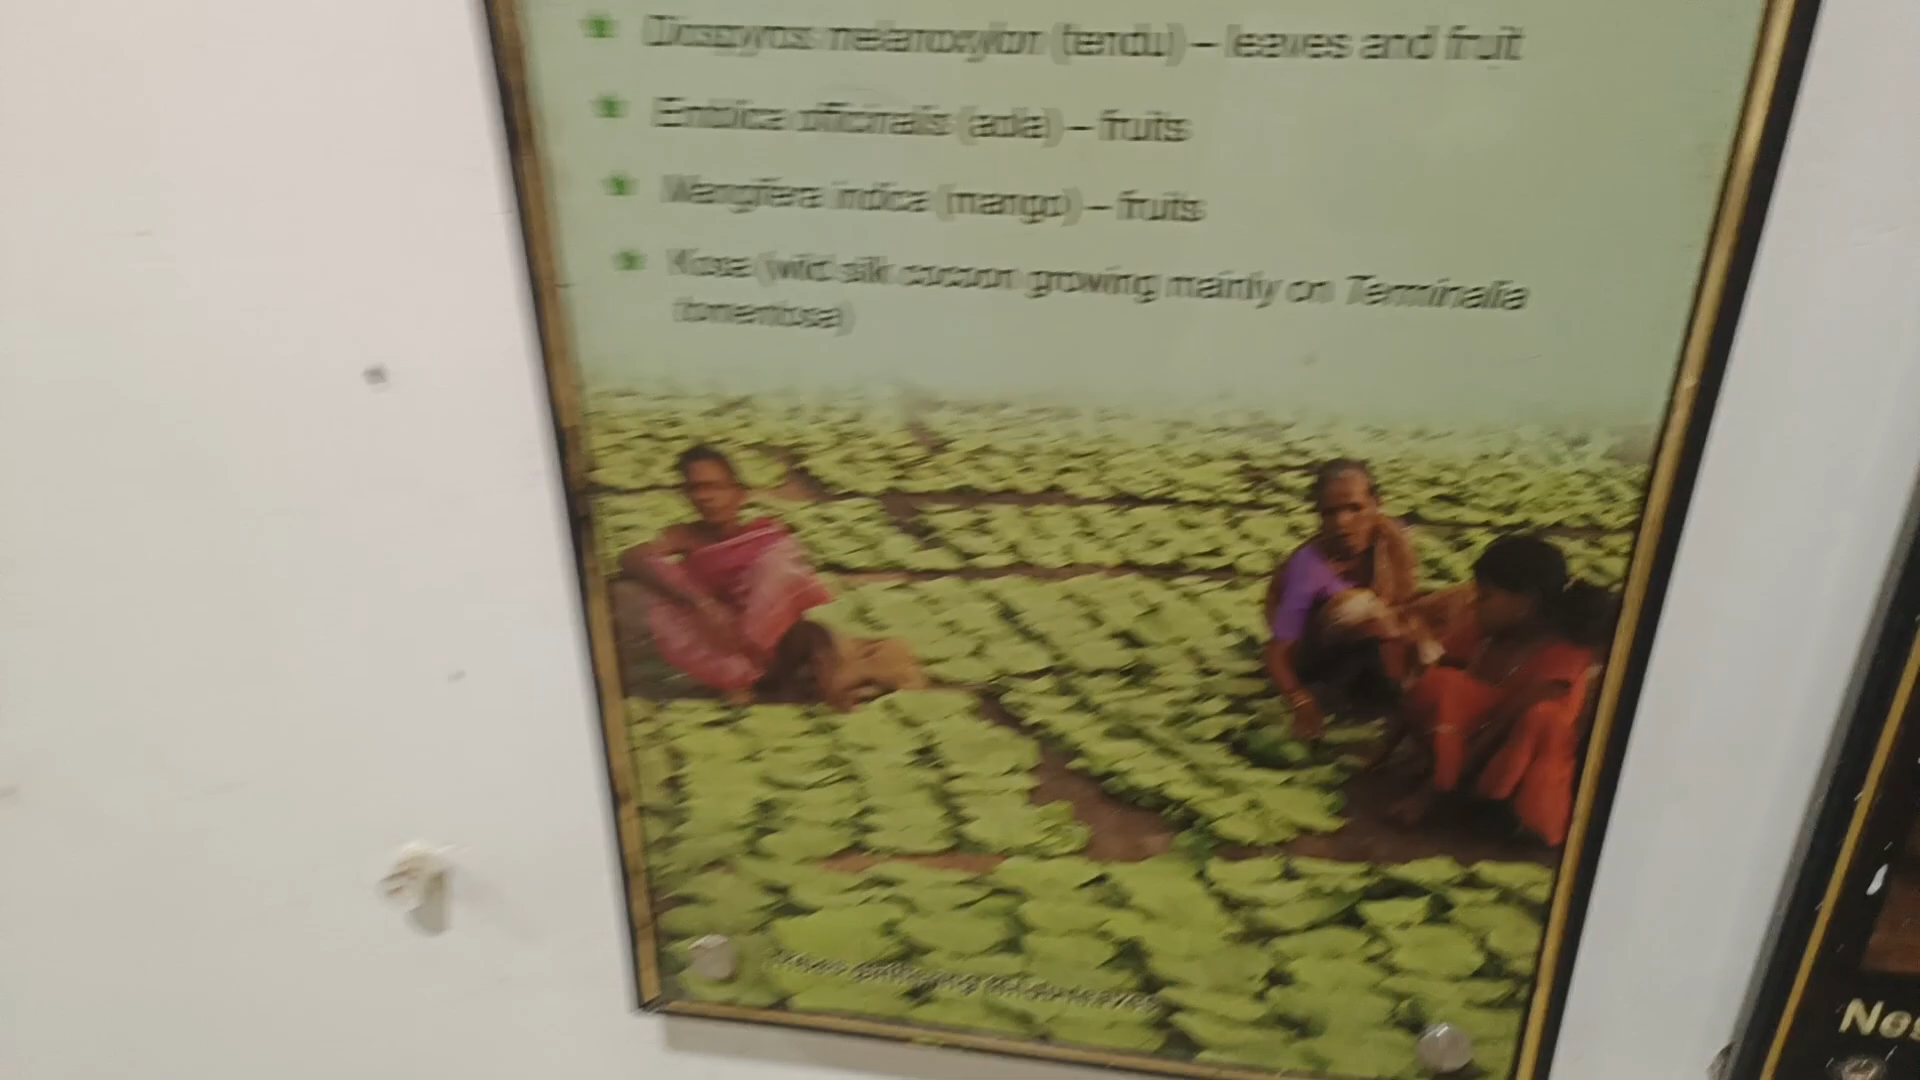 Diospyros melanoxylon (tendu) – leaves and fruit
Emblica officinalis (aola) – fruits
Mangifera indica (mango) – fruits
Kosa (wild silk cocoon growing mainly on Terminalia
tomentosa)